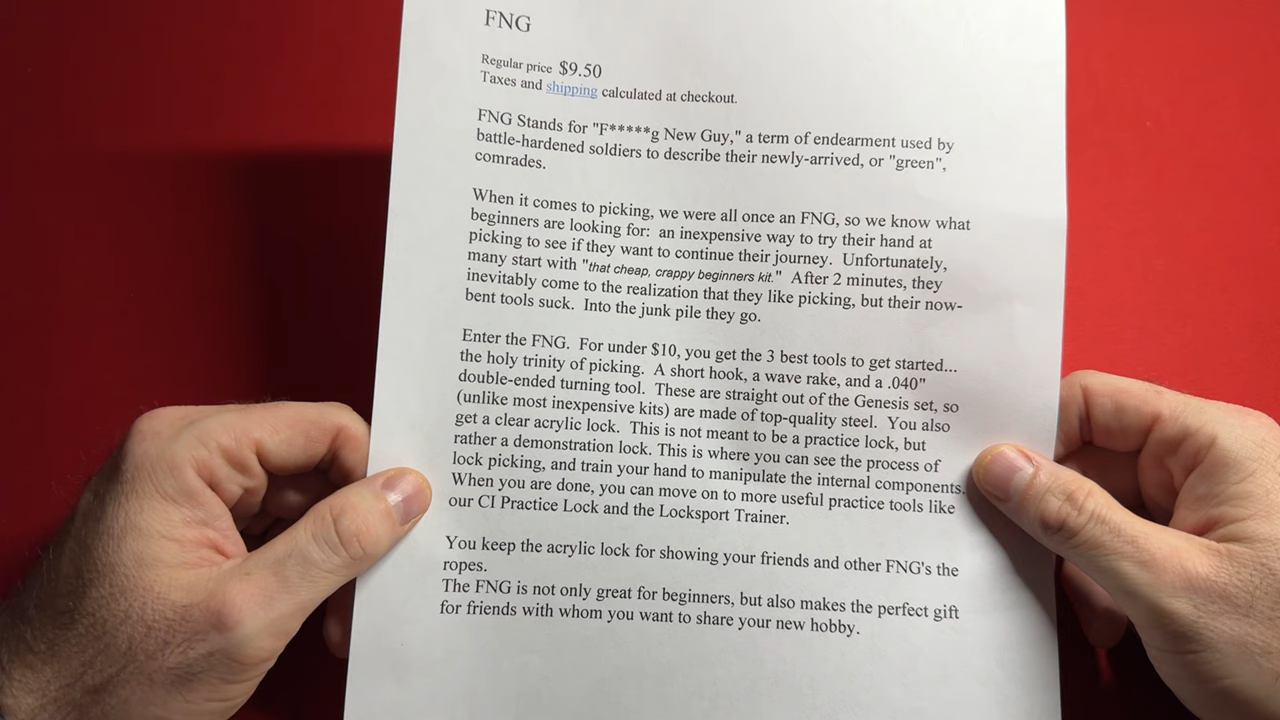 FNG
Regular price $9.50
Taxes and shipping calculated at checkout.
FNG Stands for "F*****g New Guy," a term of endearment used by
battle-hardened soldiers to describe their newly-arrived, or "green",
comrades.
When it comes to picking, we were all once an FNG, so we know what
beginners are looking for:  an inexpensive way to try their hand at
picking to see if they want to continue their journey.  Unfortunately,
many start with "that cheap, crappy beginners kit."  After 2 minutes, they
inevitably come to the realization that they like picking, but their now-
bent tools suck.  Into the junk pile they go.
Enter the FNG.  For under $10, you get the 3 best tools to get started...
the holy trinity of picking.  A short hook, a wave rake, and a .040"
double-ended turning tool.  These are straight out of the Genesis set, so
(unlike most inexpensive kits) are made of top-quality steel.  You also
get a clear acrylic lock.  This is not meant to be a practice lock, but
rather a demonstration lock. This is where you can see the process of
lock picking, and train your hand to manipulate the internal components.
When you are done, you can move on to more useful practice tools like
our CI Practice Lock and the Locksport Trainer.
You keep the acrylic lock for showing your friends and other FNG's the
ropes.
The FNG is not only great for beginners, but also makes the perfect gift
for friends with whom you want to share your new hobby.